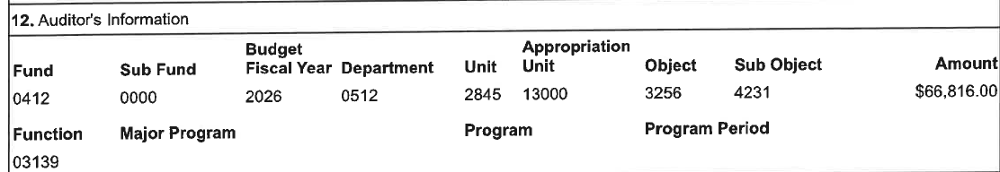 12. Auditor's Information
Budget Appropriation
Fund Sub Fund Fiscal Year Department Unit Unit Object Sub Object Amount
0412 0000 2026 0512 2845 13000 3256 4231 $66,816.00
Function Major Program Program Program Period
03139